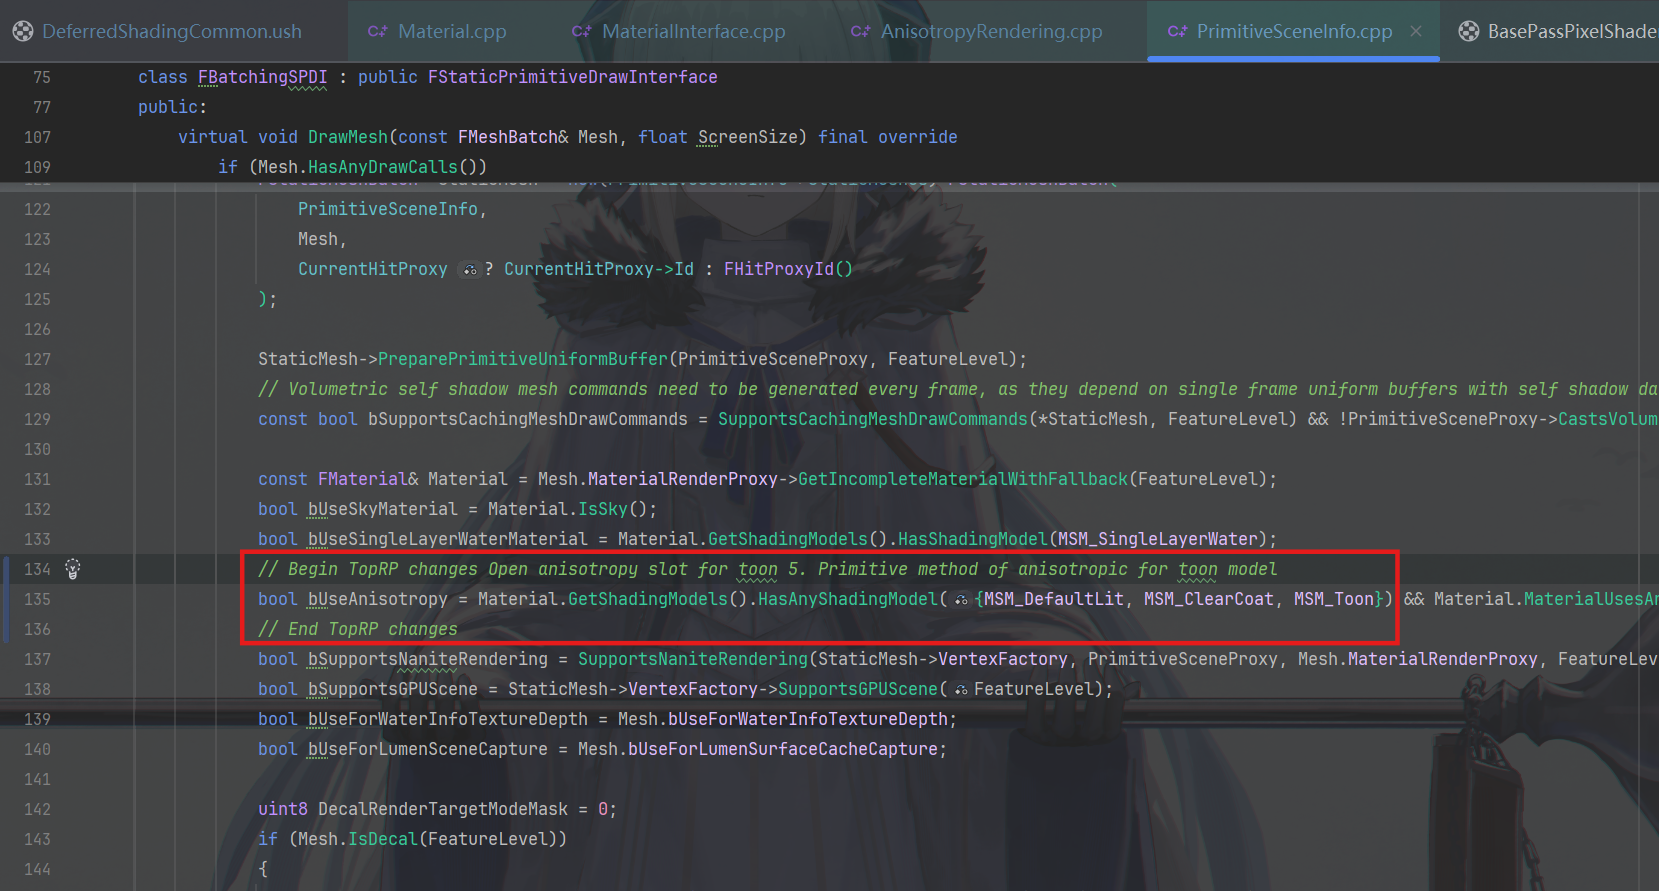 DeferredShadingCommon.ush Material.cpp MaterialInterface.cpp AnisotropyRendering.cpp PrimitiveSceneInfo.cpp BasePassPixelShade
75 class FBatchingSPDI : public FStaticPrimitiveDrawInterface
77 public:
107 virtual void DrawMesh(const FMeshBatch& Mesh, float ScreenSize) final override
109 if (Mesh.HasAnyDrawCalls())
122 PrimitiveSceneInfo,
123 Mesh,
124 CurrentHitProxy ? CurrentHitProxy->Id : FHitProxyId()
125 );
126
127 StaticMesh->PreparePrimitiveUniformBuffer(PrimitiveSceneProxy, FeatureLevel);
128 // Volumetric self shadow mesh commands need to be generated every frame, as they depend on single frame uniform buffers with self shadow da
129 const bool bSupportsCachingMeshDrawCommands = SupportsCachingMeshDrawCommands(*StaticMesh, FeatureLevel) && !PrimitiveSceneProxy->CastsVolum
130
131 const FMaterial& Material = Mesh.MaterialRenderProxy->GetIncompleteMaterialWithFallback(FeatureLevel);
132 bool bUseSkyMaterial = Material.IsSky();
133 bool bUseSingleLayerWaterMaterial = Material.GetShadingModels().HasShadingModel(MSM_SingleLayerWater);
134 // Begin TopRP changes Open anisotropy slot for toon 5. Primitive method of anisotropic for toon model
135 bool bUseAnisotropy = Material.GetShadingModels().HasAnyShadingModel({MSM_DefaultLit, MSM_ClearCoat, MSM_Toon}) && Material.MaterialUsesAn
136 // End TopRP changes
137 bool bSupportsNaniteRendering = SupportsNaniteRendering(StaticMesh->VertexFactory, PrimitiveSceneProxy, Mesh.MaterialRenderProxy, FeatureLev
138 bool bSupportsGPUScene = StaticMesh->VertexFactory->SupportsGPUScene(FeatureLevel);
139 bool bUseForWaterInfoTextureDepth = Mesh.bUseForWaterInfoTextureDepth;
140 bool bUseForLumenSceneCapture = Mesh.bUseForLumenSurfaceCacheCapture;
141
142 uint8 DecalRenderTargetModeMask = 0;
143 if (Mesh.IsDecal(FeatureLevel))
144 {